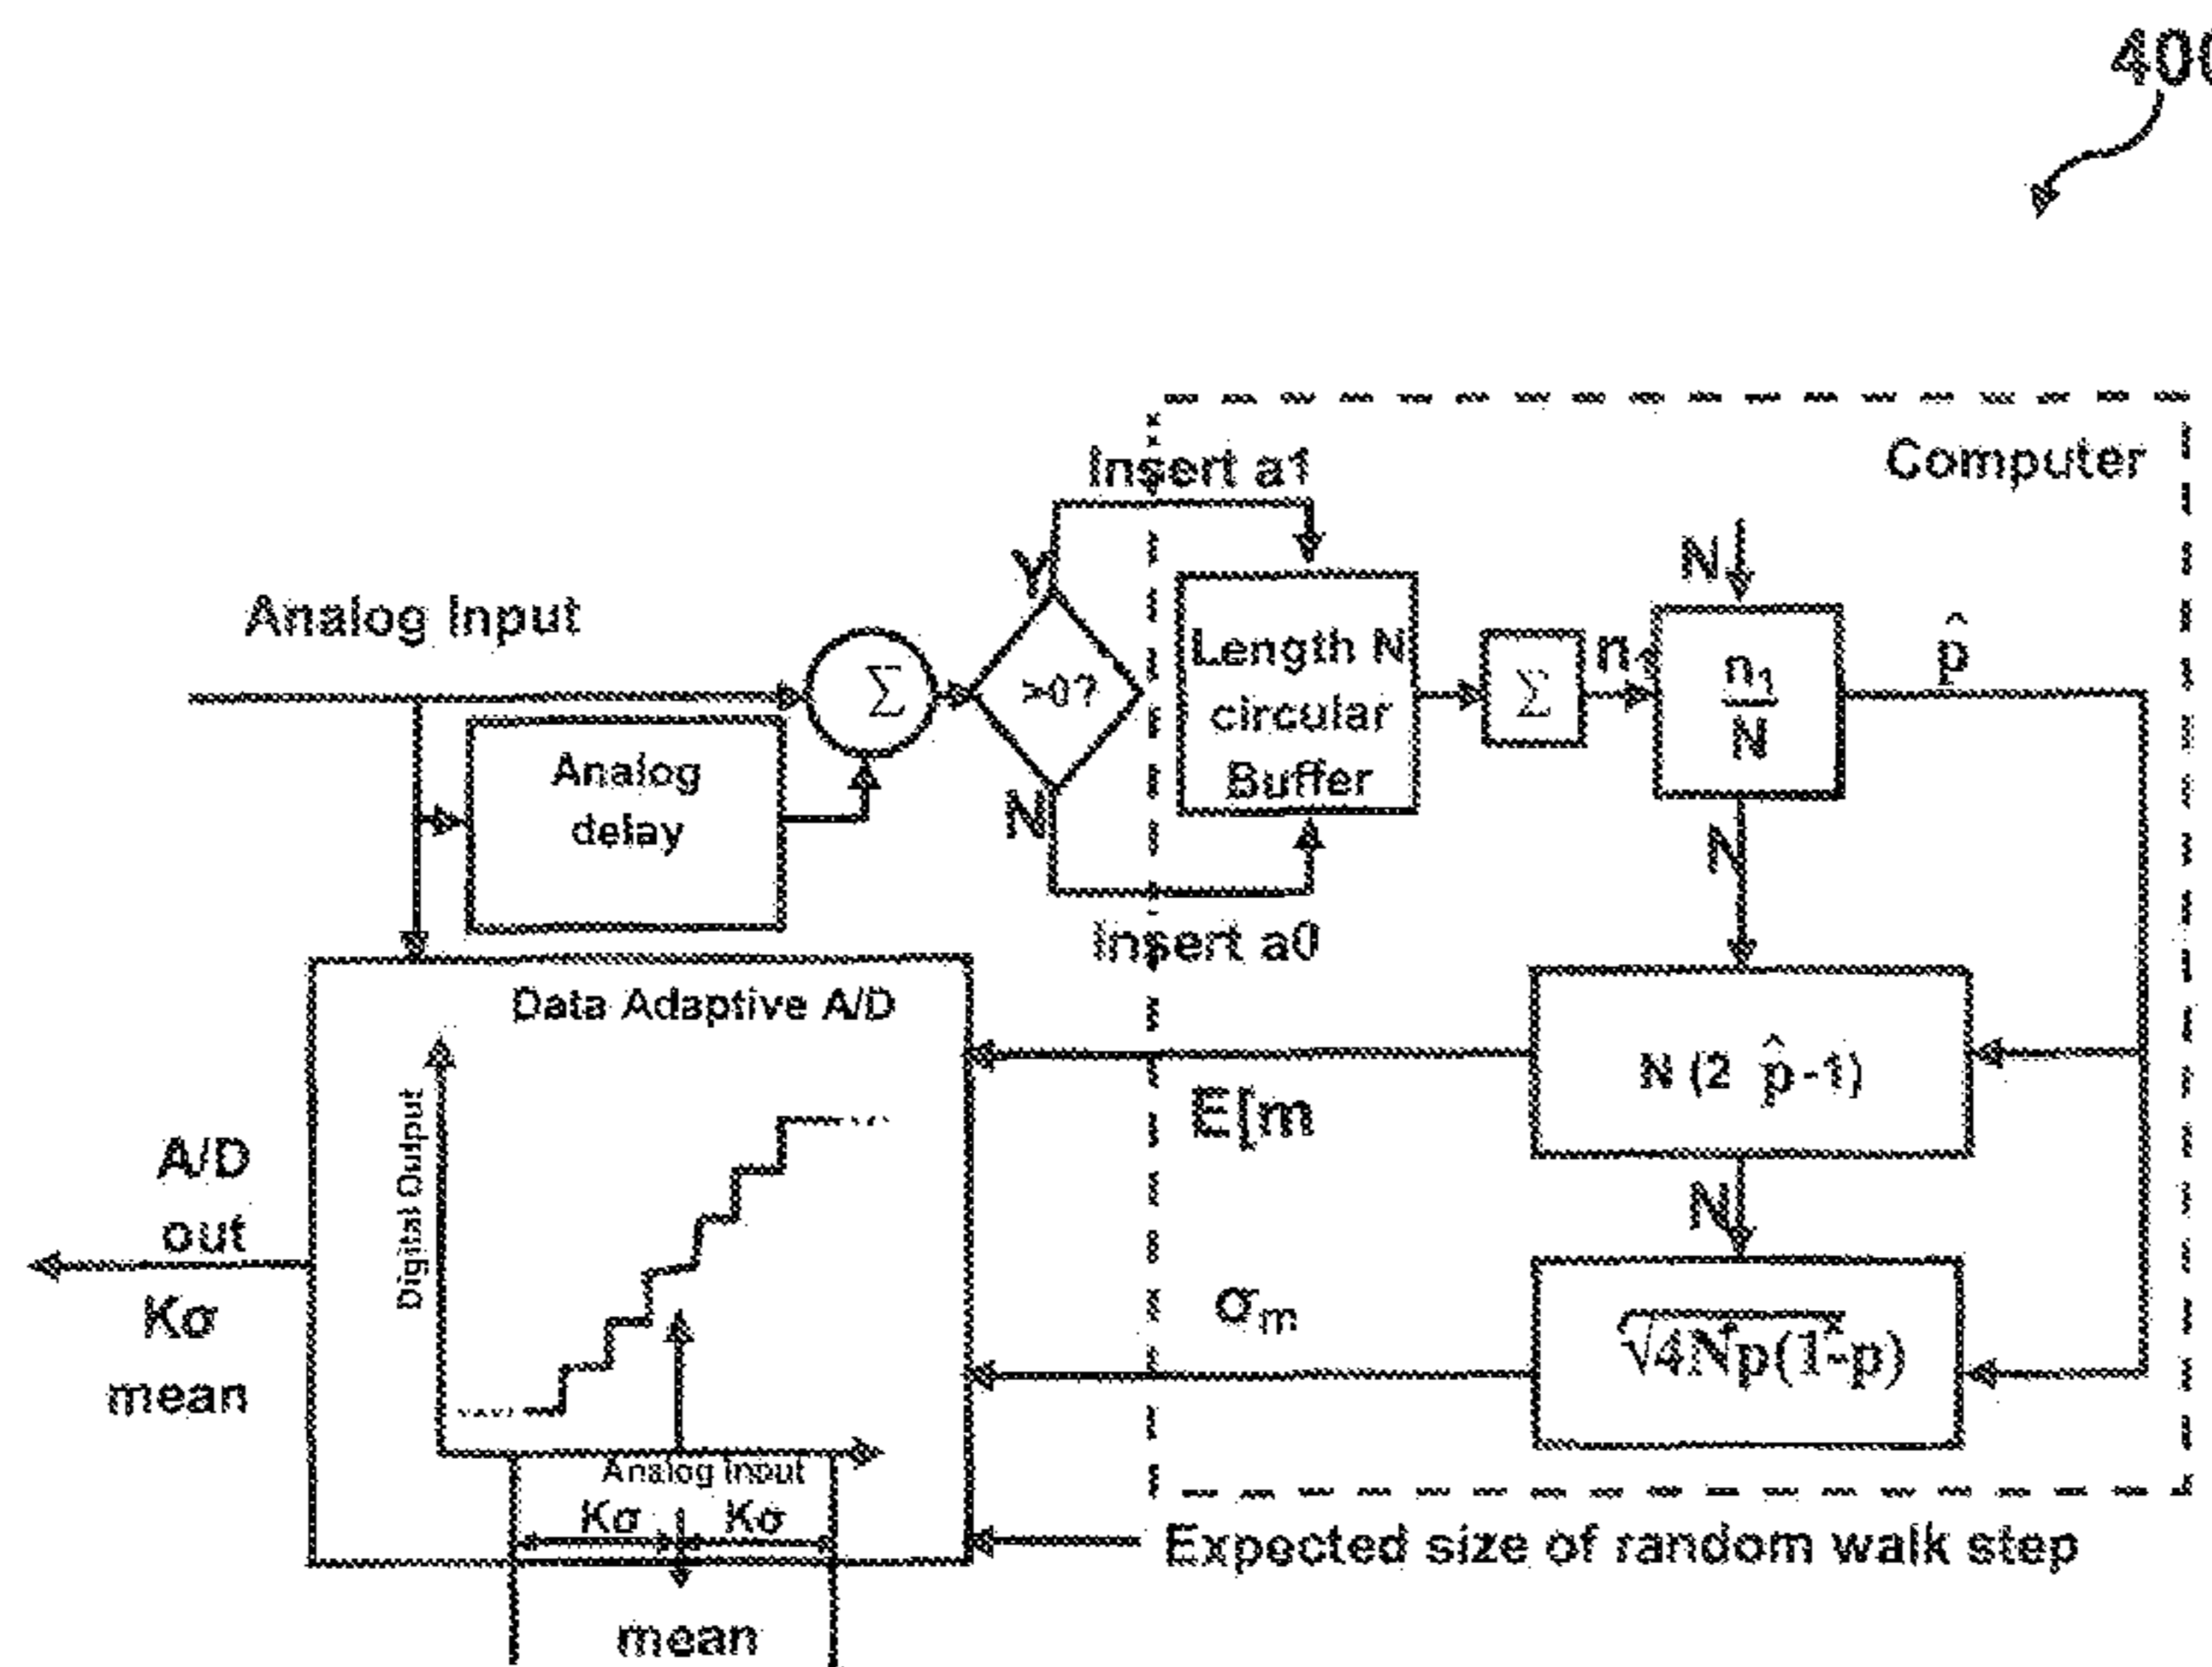 400
Computer
Insert a1
Analog Input
Y
>0?
N
Insert a0
Analog
delay
Σ
Length N
circular
Buffer
Σ
n₁
N
n₁
N
p̂
N
N (2 p̂ -1)
E[m
N
√4Np̂(1-p̂)
σm
Data Adaptive A/D
Digital Output
Analog Input
Kσ Kσ
mean
A/D
out
Kσ
mean
Expected size of random walk step